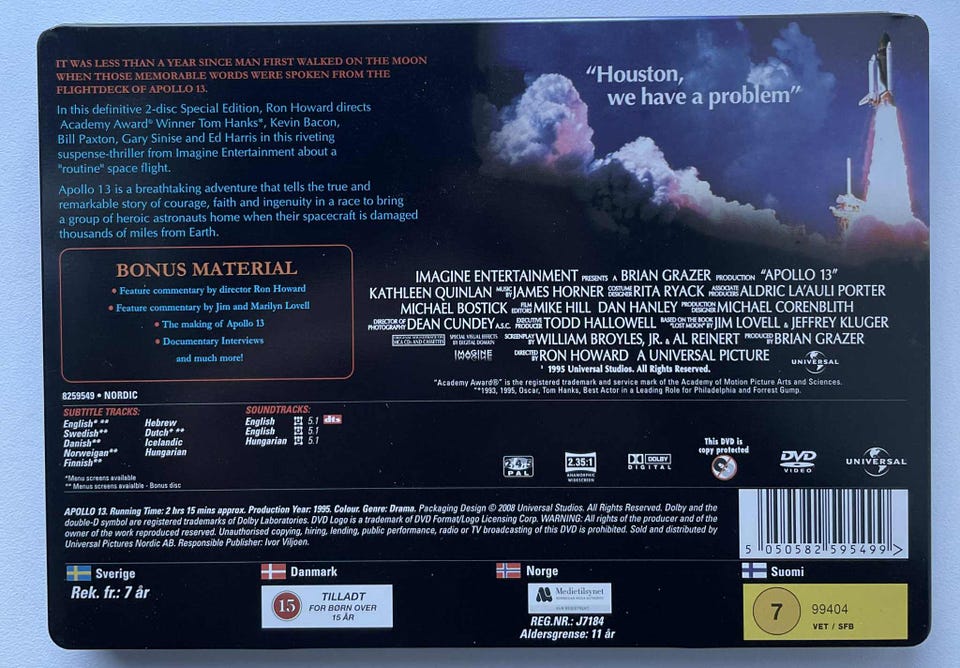 IT WAS LESS THAN A YEAR SINCE MAN FIRST WALKED ON THE MOON
WHEN THOSE MEMORABLE WORDS WERE SPOKEN FROM THE
FLIGHTDECK OF APOLLO 13.
In this definitive 2-disc Special Edition, Ron Howard directs
Academy Award® Winner Tom Hanks*, Kevin Bacon,
Bill Paxton, Gary Sinise and Ed Harris in this riveting
suspense-thriller from Imagine Entertainment about a
"routine" space flight.
Apollo 13 is a breathtaking adventure that tells the true and
remarkable story of courage, faith and ingenuity in a race to bring
a group of heroic astronauts home when their spacecraft is damaged
thousands of miles from Earth.
"Houston,
we have a problem"
BONUS MATERIAL
• Feature commentary by director Ron Howard
• Feature commentary by Jim and Marilyn Lovell
• The making of Apollo 13
• Documentary Interviews
and much more!
IMAGINE ENTERTAINMENT PRESENTS A BRIAN GRAZER PRODUCTION "APOLLO 13"
KATHLEEN QUINLAN MUSIC BY JAMES HORNER COSTUME DESIGNER RITA RYACK ASSOCIATE PRODUCERS ALDRIC LA'AULI PORTER
MICHAEL BOSTICK FILM EDITORS MIKE HILL DAN HANLEY PRODUCTION DESIGNER MICHAEL CORENBLITH
DIRECTOR OF PHOTOGRAPHY DEAN CUNDEY A.S.C. EXECUTIVE PRODUCER TODD HALLOWELL BASED ON THE BOOK "LOST MOON" BY JIM LOVELL & JEFFREY KLUGER
MCA CDS AND CASSETTES SPECIAL VISUAL EFFECTS BY DIGITAL DOMAIN SCREENPLAY BY WILLIAM BROYLES, JR. & AL REINERT PRODUCED BY BRIAN GRAZER
IMAGINE DIRECTED BY RON HOWARD A UNIVERSAL PICTURE UNIVERSAL
1995 Universal Studios. All Rights Reserved.
"Academy Award®" is the registered trademark and service mark of the Academy of Motion Picture Arts and Sciences.
*1993, 1995, Oscar, Tom Hanks, Best Actor in a Leading Role for Philadelphia and Forrest Gump.
8259549 • NORDIC
SUBTITLE TRACKS:
English* ** Hebrew
Swedish** Dutch* **
Danish** Icelandic
Norweigan** Hungarian
Finnish**
*Menu screens available
** Menus screens avaialble - Bonus disc
SOUNDTRACKS:
English 5.1 dts
English 5.1
Hungarian 5.1
2,4,5
PAL
2.35:1
ANAMORPHIC
WIDESCREEN
DOLBY
DIGITAL
This DVD is
copy protected
DVD
VIDEO
UNIVERSAL
APOLLO 13. Running Time: 2 hrs 15 mins approx. Production Year: 1995. Colour. Genre: Drama. Packaging Design © 2008 Universal Studios. All Rights Reserved. Dolby and the
double-D symbol are registered trademarks of Dolby Laboratories. DVD Logo is a trademark of DVD Format/Logo Licensing Corp. WARNING: All rights of the producer and of the
owner of the work reproduced reserved. Unauthorised copying, hiring, lending, public performance, radio or TV broadcasting of this DVD is prohibited. Sold and distributed by
Universal Pictures Nordic AB. Responsible Publisher: Ivor Viljoen.
5 050582 595499 >
Sverige
Rek. fr.: 7 år
Danmark
15
TILLADT
FOR BØRN OVER
15 ÅR
Norge
Medietilsynet
REG.NR.: J7184
Aldersgrense: 11 år
Suomi
7
99404
VET / SFB